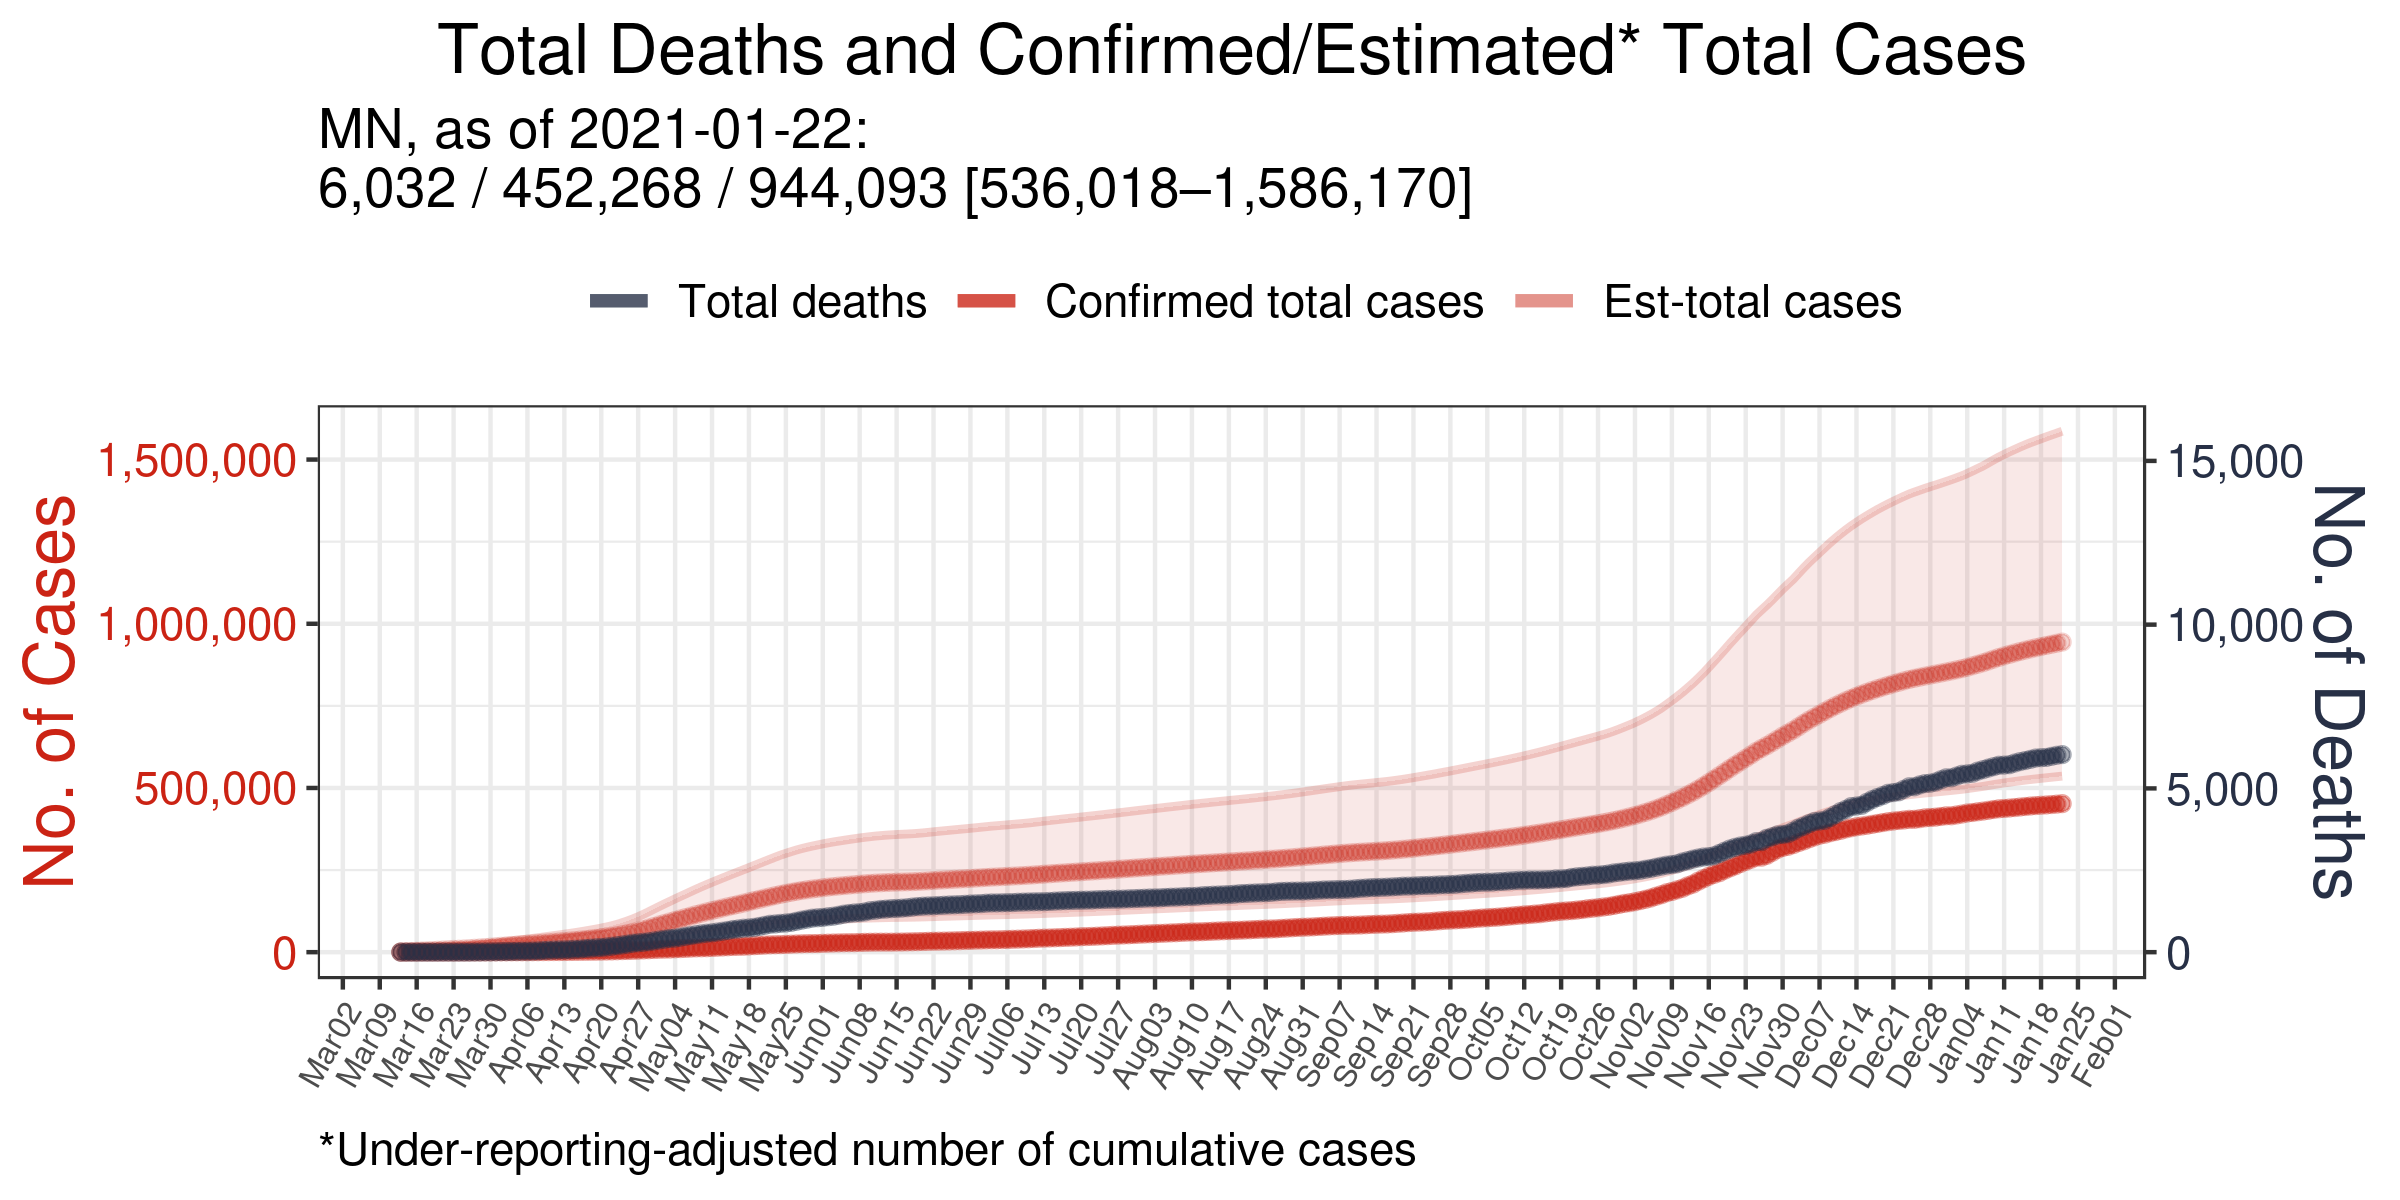 Total Deaths and Confirmed/Estimated* Total Cases
MN, as of 2021-01-22:
6,032 / 452,268 / 944,093 [536,018–1,586,170]
Total deaths
Confirmed total cases
Est-total cases
No. of Cases
1,500,000
1,000,000
500,000
0
15,000
10,000
5,000
0
No. of Deaths
Mar02
Mar09
Mar16
Mar23
Mar30
Apr06
Apr13
Apr20
Apr27
May04
May11
May18
May25
Jun01
Jun08
Jun15
Jun22
Jun29
Jul06
Jul13
Jul20
Jul27
Aug03
Aug10
Aug17
Aug24
Aug31
Sep07
Sep14
Sep21
Sep28
Oct05
Oct12
Oct19
Oct26
Nov02
Nov09
Nov16
Nov23
Nov30
Dec07
Dec14
Dec21
Dec28
Jan04
Jan11
Jan18
Jan25
Feb01
*Under-reporting-adjusted number of cumulative cases